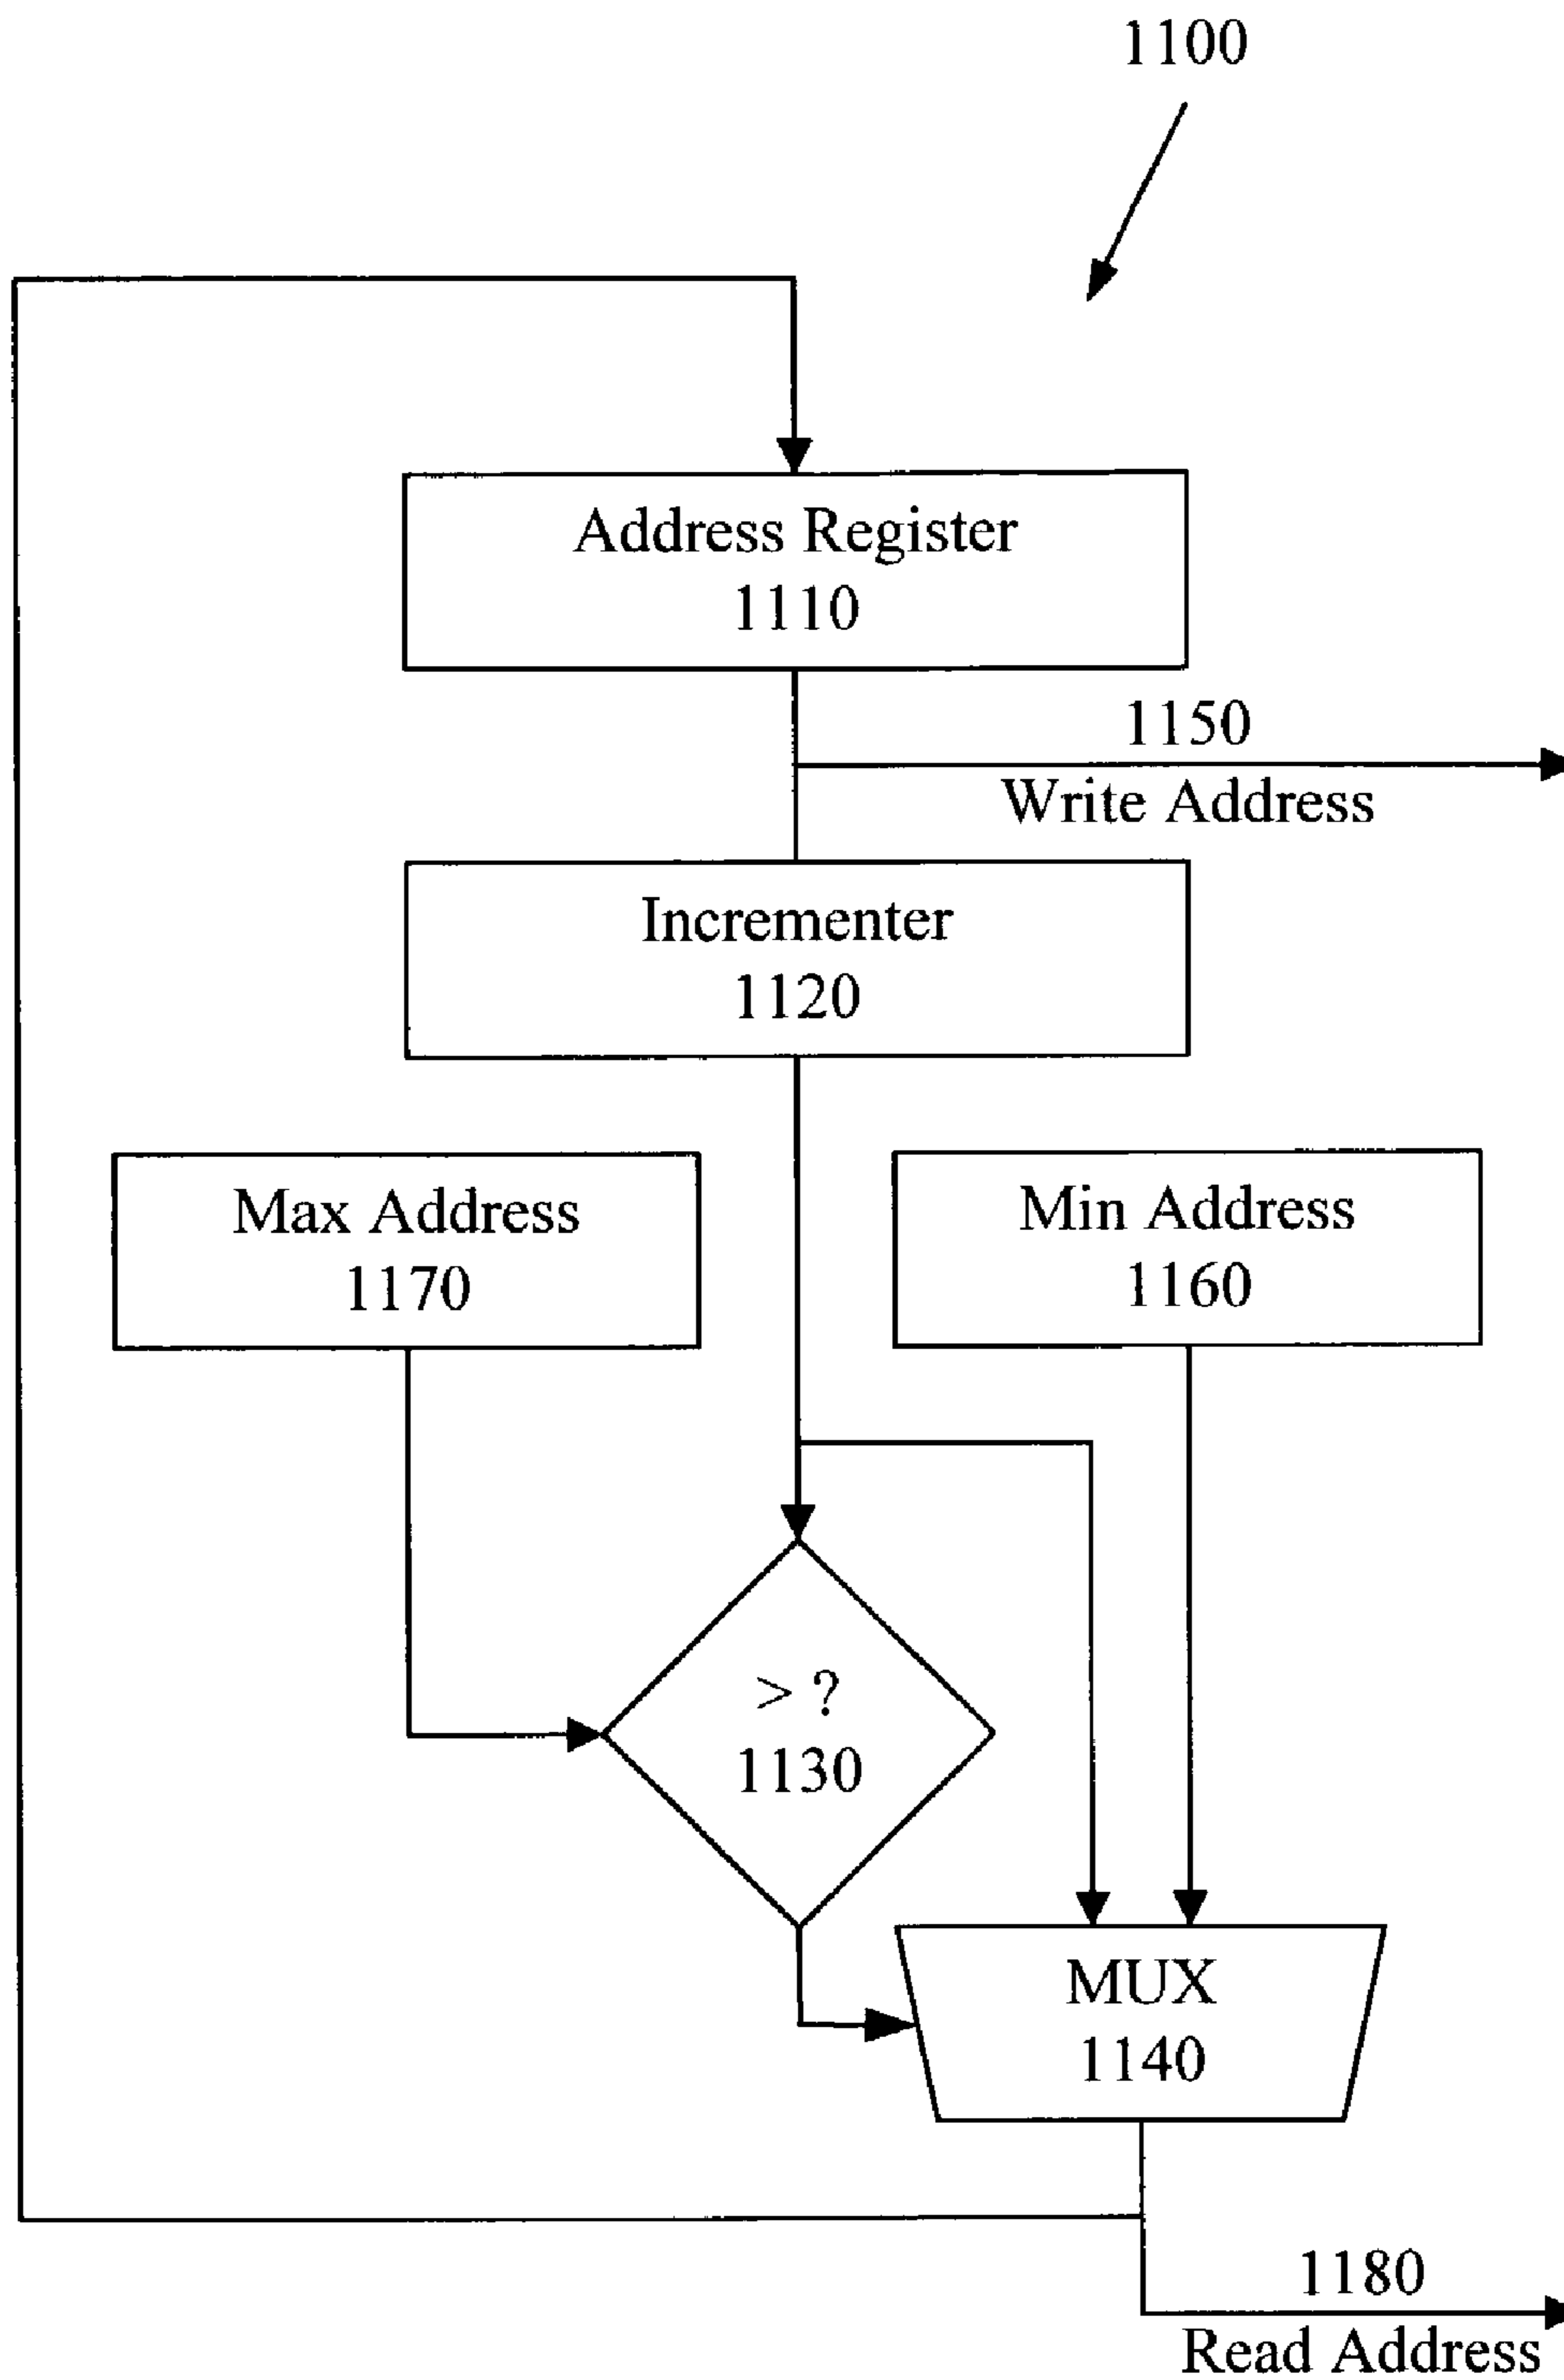 1100
Address Register
1110
1150
Write Address
Incrementer
1120
Max Address
1170
Min Address
1160
> ?
1130
MUX
1140
1180
Read Address